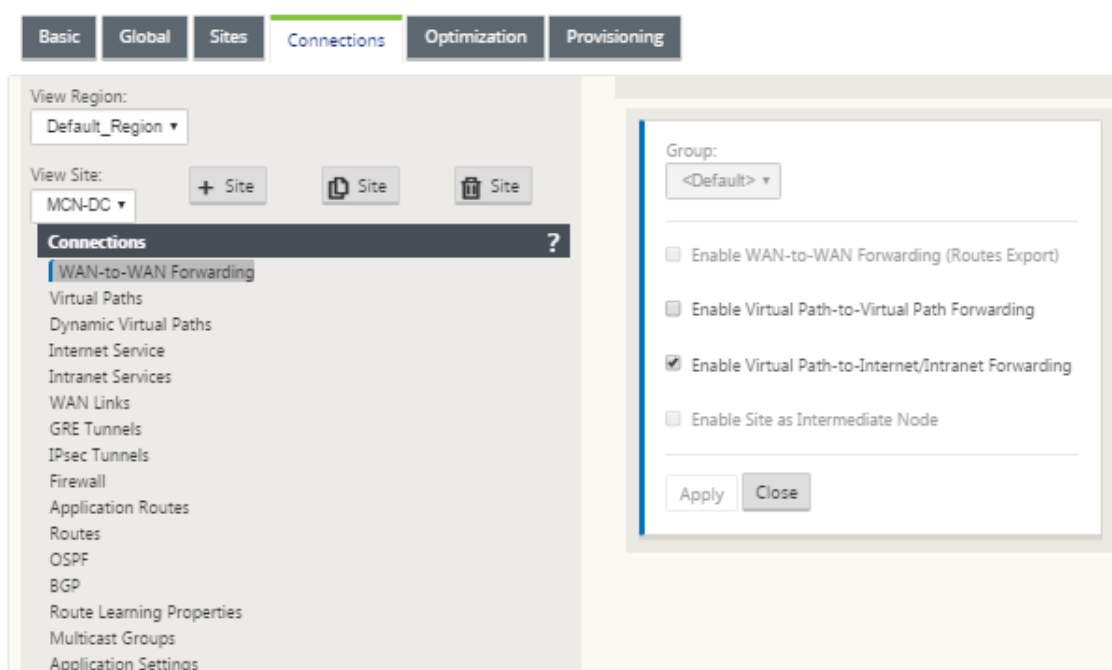 Basic Global Sites Connections Optimization Provisioning
View Region:
Default_Region
View Site:
MCN-DC
+ Site Site Site
Connections ?
WAN-to-WAN Forwarding
Virtual Paths
Dynamic Virtual Paths
Internet Service
Intranet Services
WAN Links
GRE Tunnels
IPsec Tunnels
Firewall
Application Routes
Routes
OSPF
BGP
Route Learning Properties
Multicast Groups
Application Settings
Group:
<Default>
Enable WAN-to-WAN Forwarding (Routes Export)
Enable Virtual Path-to-Virtual Path Forwarding
Enable Virtual Path-to-Internet/Intranet Forwarding
Enable Site as Intermediate Node
Apply Close